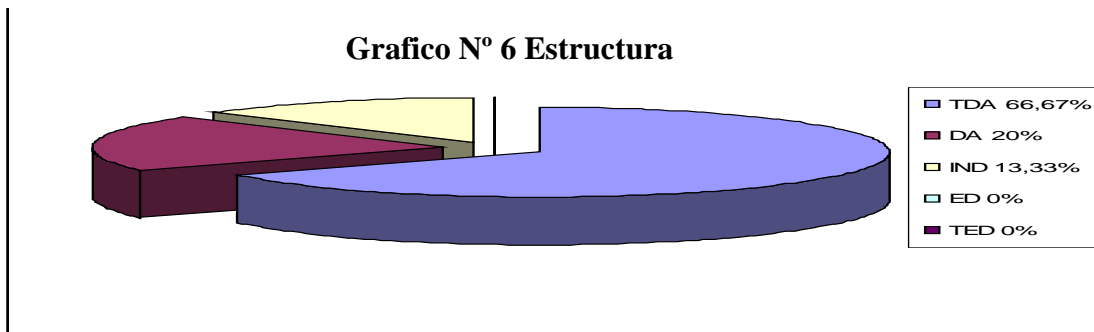 Grafico Nº 6 Estructura
TDA 66,67%
DA 20%
IND 13,33%
ED 0%
TED 0%